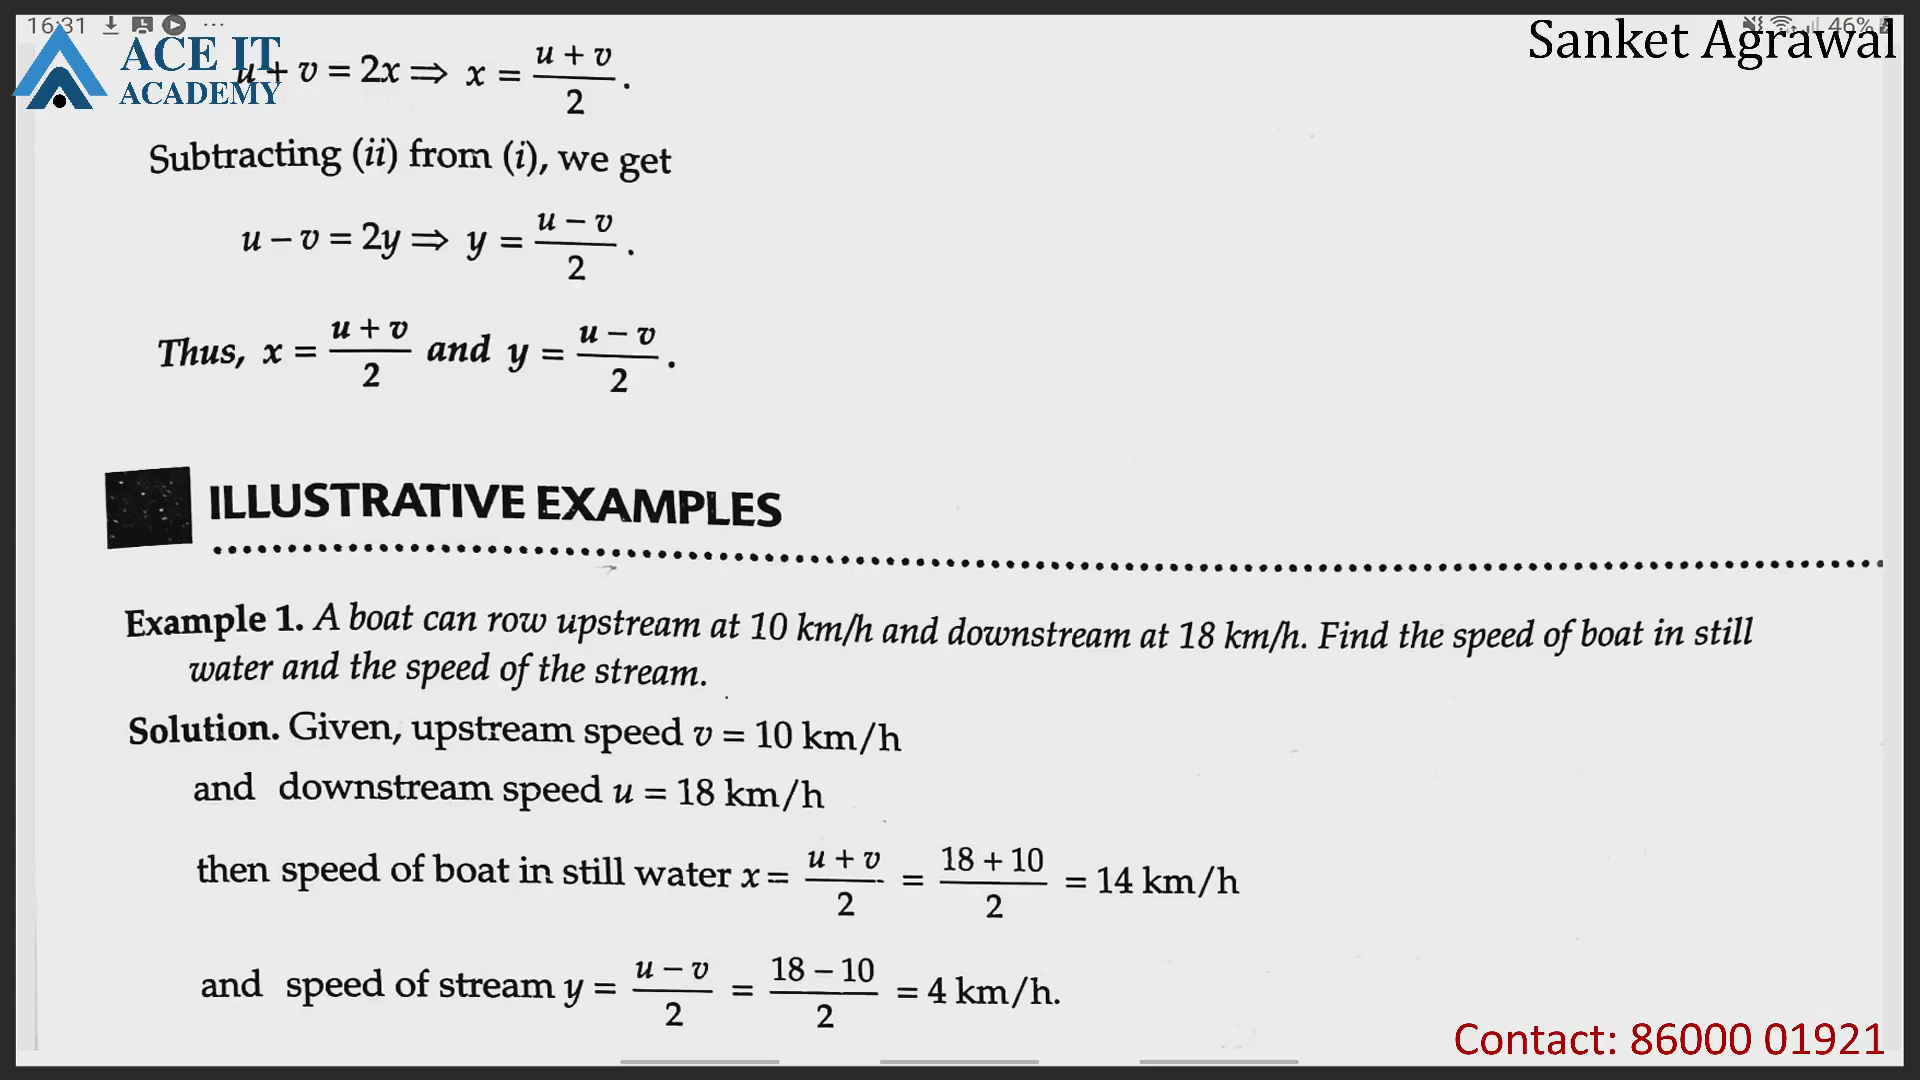 16:31
46%
Sanket Agrawal
ACE IT
ACADEMY
u + v = 2x ⇒ x = (u + v)/2 .
Subtracting (ii) from (i), we get
u − v = 2y ⇒ y = (u − v)/2 .
Thus, x = (u + v)/2 and y = (u − v)/2 .
ILLUSTRATIVE EXAMPLES
Example 1. A boat can row upstream at 10 km/h and downstream at 18 km/h. Find the speed of boat in still
water and the speed of the stream.
Solution. Given, upstream speed v = 10 km/h
and downstream speed u = 18 km/h
then speed of boat in still water x = (u + v)/2 = (18 + 10)/2 = 14 km/h
and speed of stream y = (u − v)/2 = (18 − 10)/2 = 4 km/h.
Contact: 86000 01921